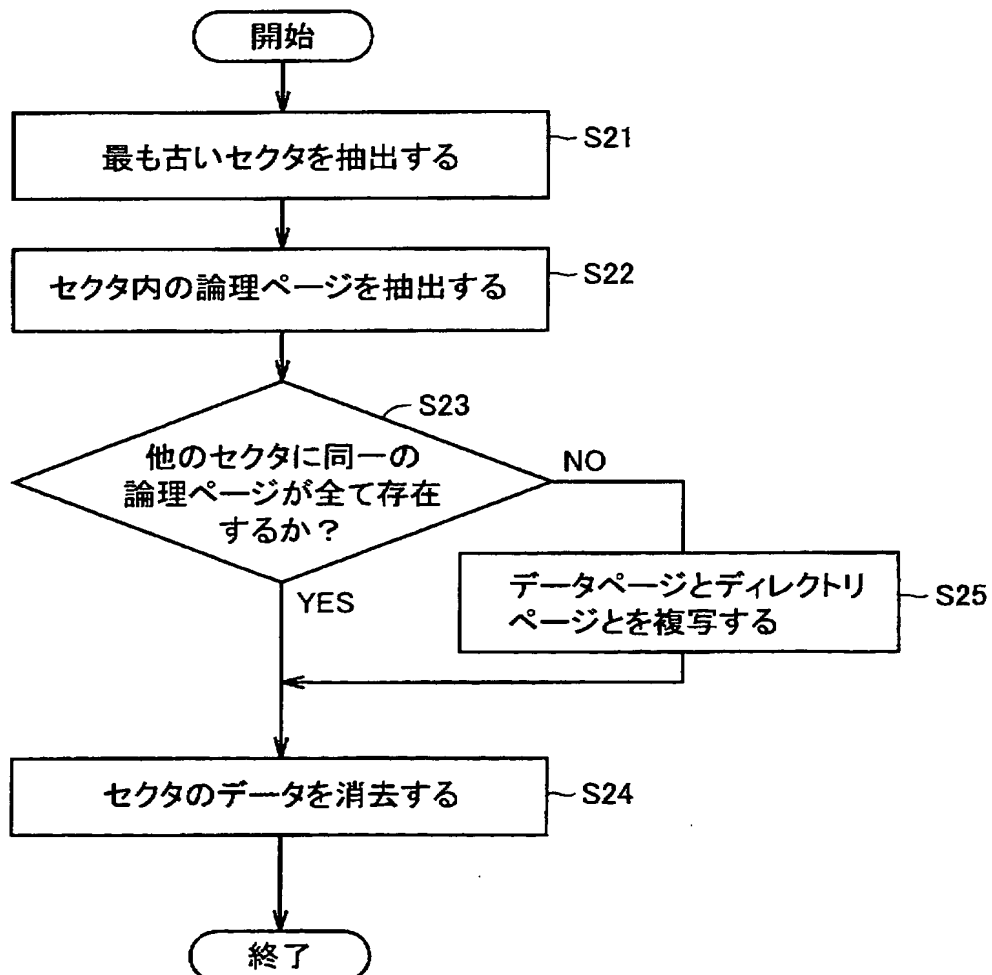 開始
最も古いセクタを抽出する
S21
セクタ内の論理ページを抽出する
S22
S23
他のセクタに同一の
論理ページが全て存在
するか？
NO
YES
データページとディレクトリ
ページとを複写する
S25
セクタのデータを消去する
S24
終了